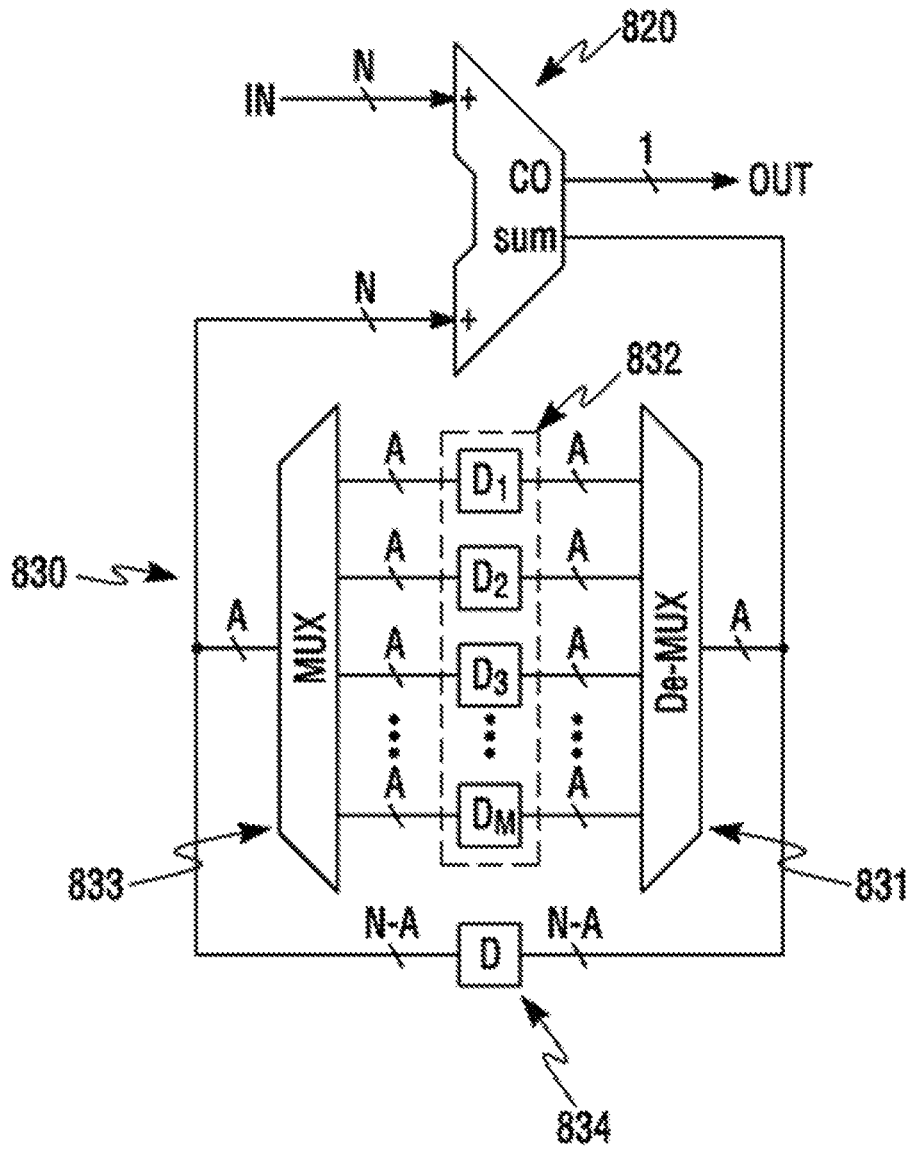 820
N
IN
+
1
CO
OUT
sum
N
+
832
A
D1
A
A
D2
A
830
A
MUX
A
D3
A
De-MUX
A
A
DM
A
833
831
N-A
D
N-A
834